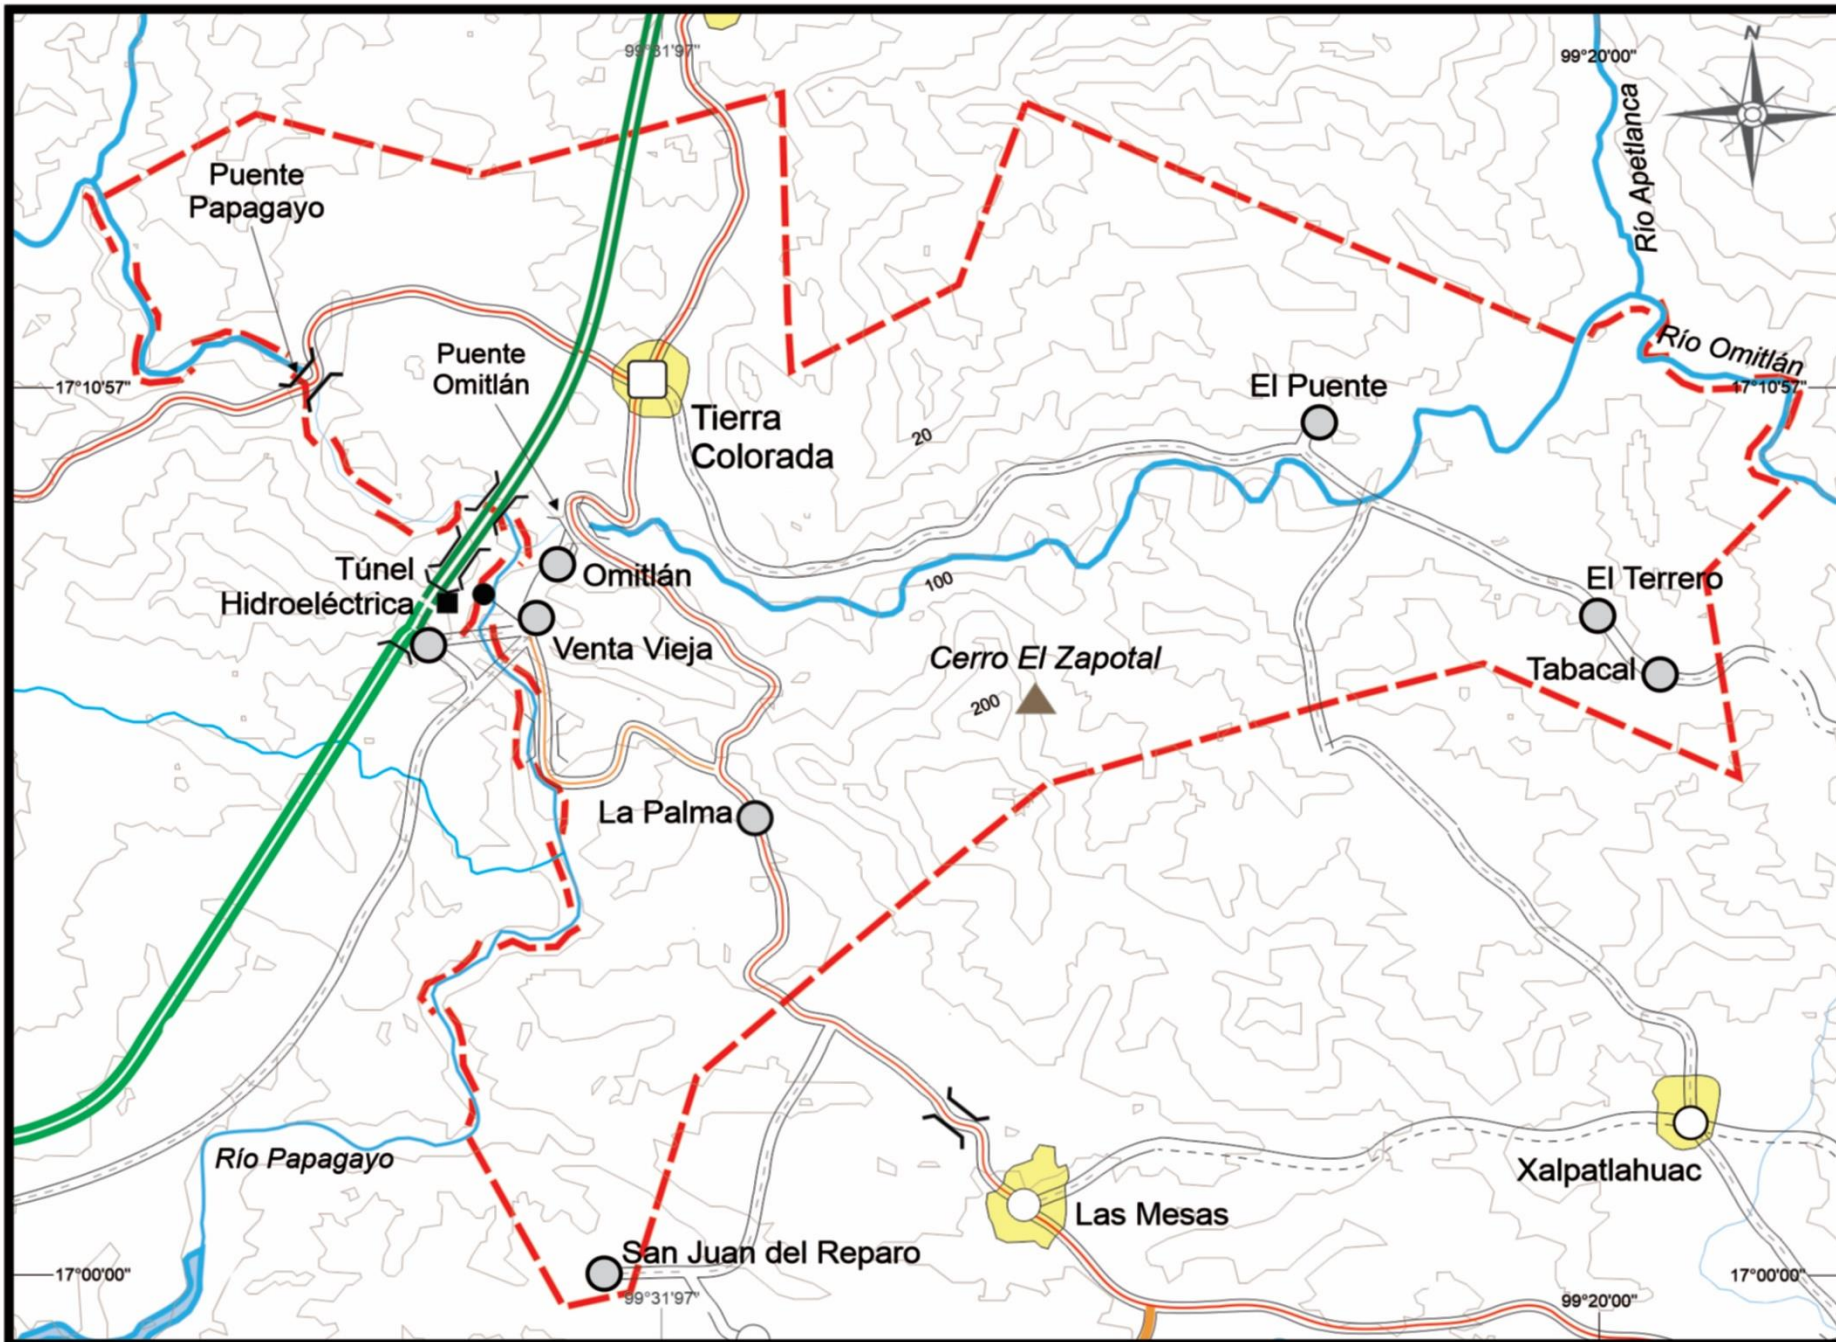 99°31'97"
99°20'00"
N
Río Apetlanca
Puente
Papagayo
Río Omitlán
Puente
Omitlán
17°10'57"
El Puente
17°10'57"
Tierra
Colorada
20
Túnel
Hidroeléctrica
Omitlán
100
El Terrero
Venta Vieja
Cerro El Zapotal
200
Tabacal
La Palma
Río Papagayo
Xalpatlahuac
Las Mesas
San Juan del Reparo
17°00'00"
17°00'00"
99°31'97"
99°20'00"